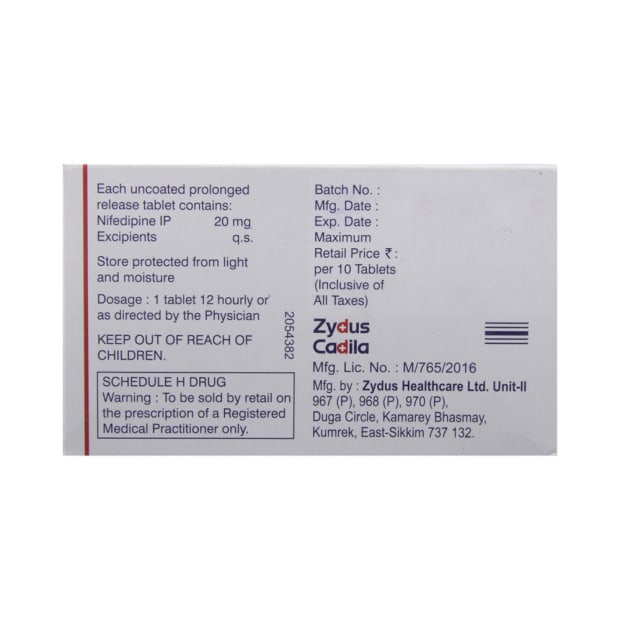 Each uncoated prolonged
release tablet contains:
Nifedipine IP 20 mg
Excipients q.s.
Store protected from light
and moisture
Dosage : 1 tablet 12 hourly or
as directed by the Physician
KEEP OUT OF REACH OF
CHILDREN.
2054382
SCHEDULE H DRUG
Warning : To be sold by retail on
the prescription of a Registered
Medical Practitioner only.
Batch No. :
Mfg. Date :
Exp. Date :
Maximum
Retail Price ₹ :
per 10 Tablets
(Inclusive of
All Taxes)
Zydus
Cadila
Mfg. Lic. No. : M/765/2016
Mfg. by : Zydus Healthcare Ltd. Unit-II
967 (P), 968 (P), 970 (P),
Duga Circle, Kamarey Bhasmay,
Kumrek, East-Sikkim 737 132.